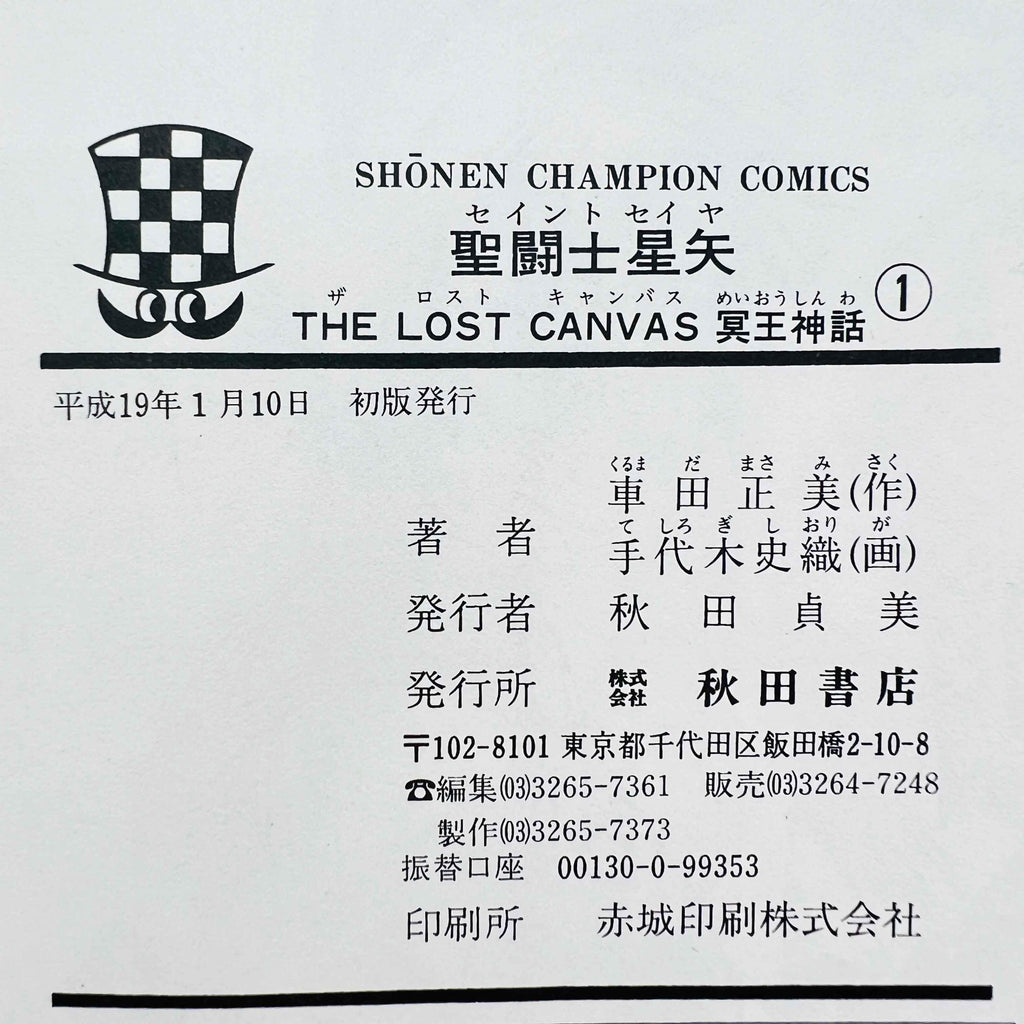 SHŌNEN CHAMPION COMICS
セイント セイヤ
聖闘士星矢
ザ ロスト キャンバス めいおうしんわ
THE LOST CANVAS 冥王神話 ①
平成19年1月10日 初版発行
くるま だ まさ み さく
車田正美(作)
著者
て しろ ぎ し おり が
手代木史織(画)
発行者 秋田貞美
発行所 株式会社 秋田書店
〒102-8101 東京都千代田区飯田橋2-10-8
☎編集(03)3265-7361 販売(03)3264-7248
製作(03)3265-7373
振替口座 00130-0-99353
印刷所 赤城印刷株式会社